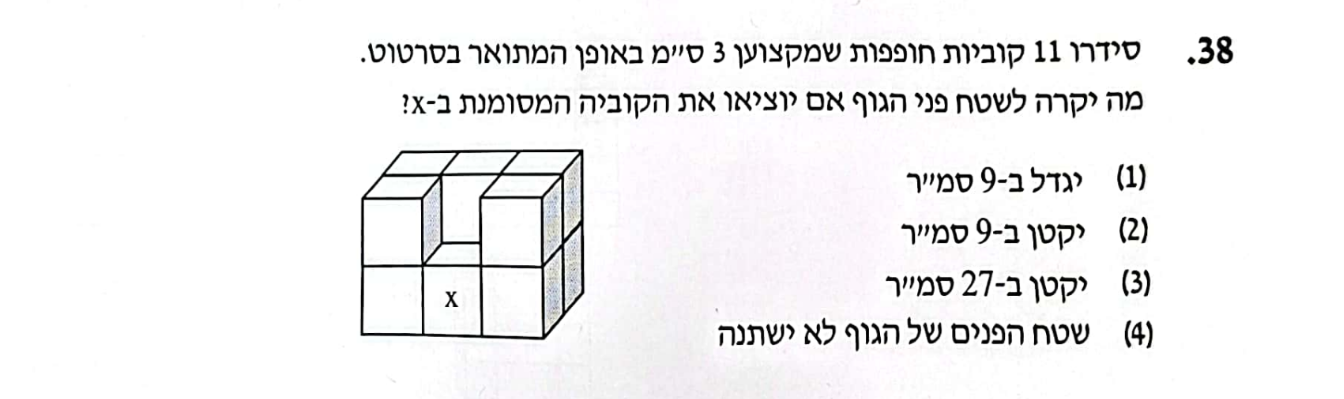 38. סידרו 11 קוביות חופפות שמקצוען 3 ס״מ באופן המתואר בסרטוט.
מה יקרה לשטח פני הגוף אם יוציאו את הקוביה המסומנת ב-x?
(1) יגדל ב-9 סמ״ר
(2) יקטן ב-9 סמ״ר
(3) יקטן ב-27 סמ״ר
(4) שטח הפנים של הגוף לא ישתנה
x